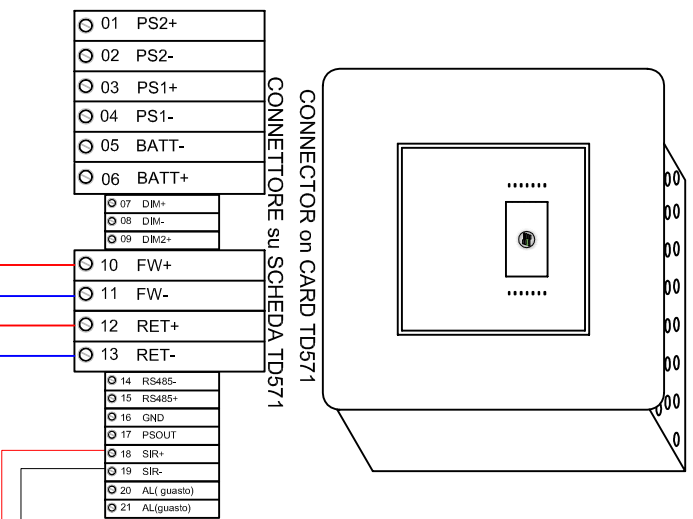 01 PS2+
02 PS2-
03 PS1+
04 PS1-
05 BATT-
06 BATT+
07 DIM+
08 DIM-
09 DIM2+
10 FW+
11 FW-
12 RET+
13 RET-
14 RS485-
15 RS485+
16 GND
17 PSOUT
18 SIR+
19 SIR-
20 AL( guasto)
21 AL(guasto)
CONNECTOR on CARD TD571
CONNETTORE su SCHEDA TD571